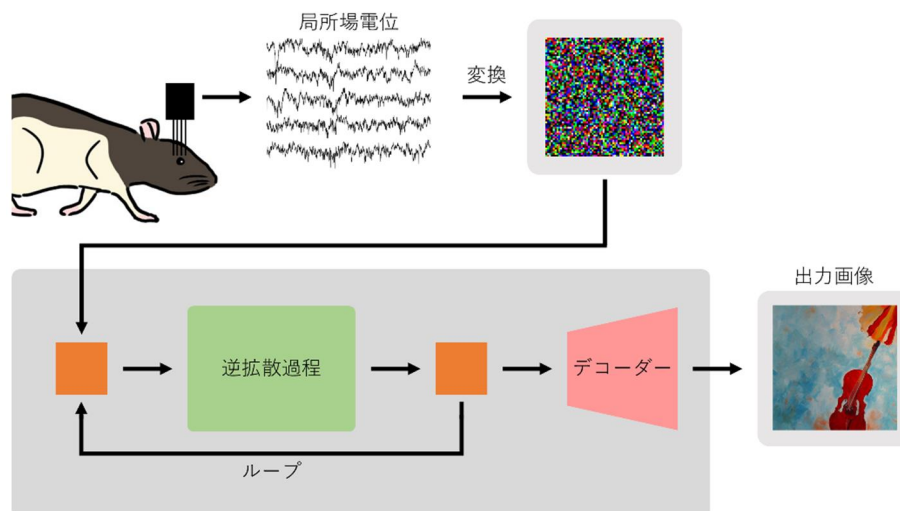 局所場電位
変換
出力画像
逆拡散過程
デコーダー
ループ